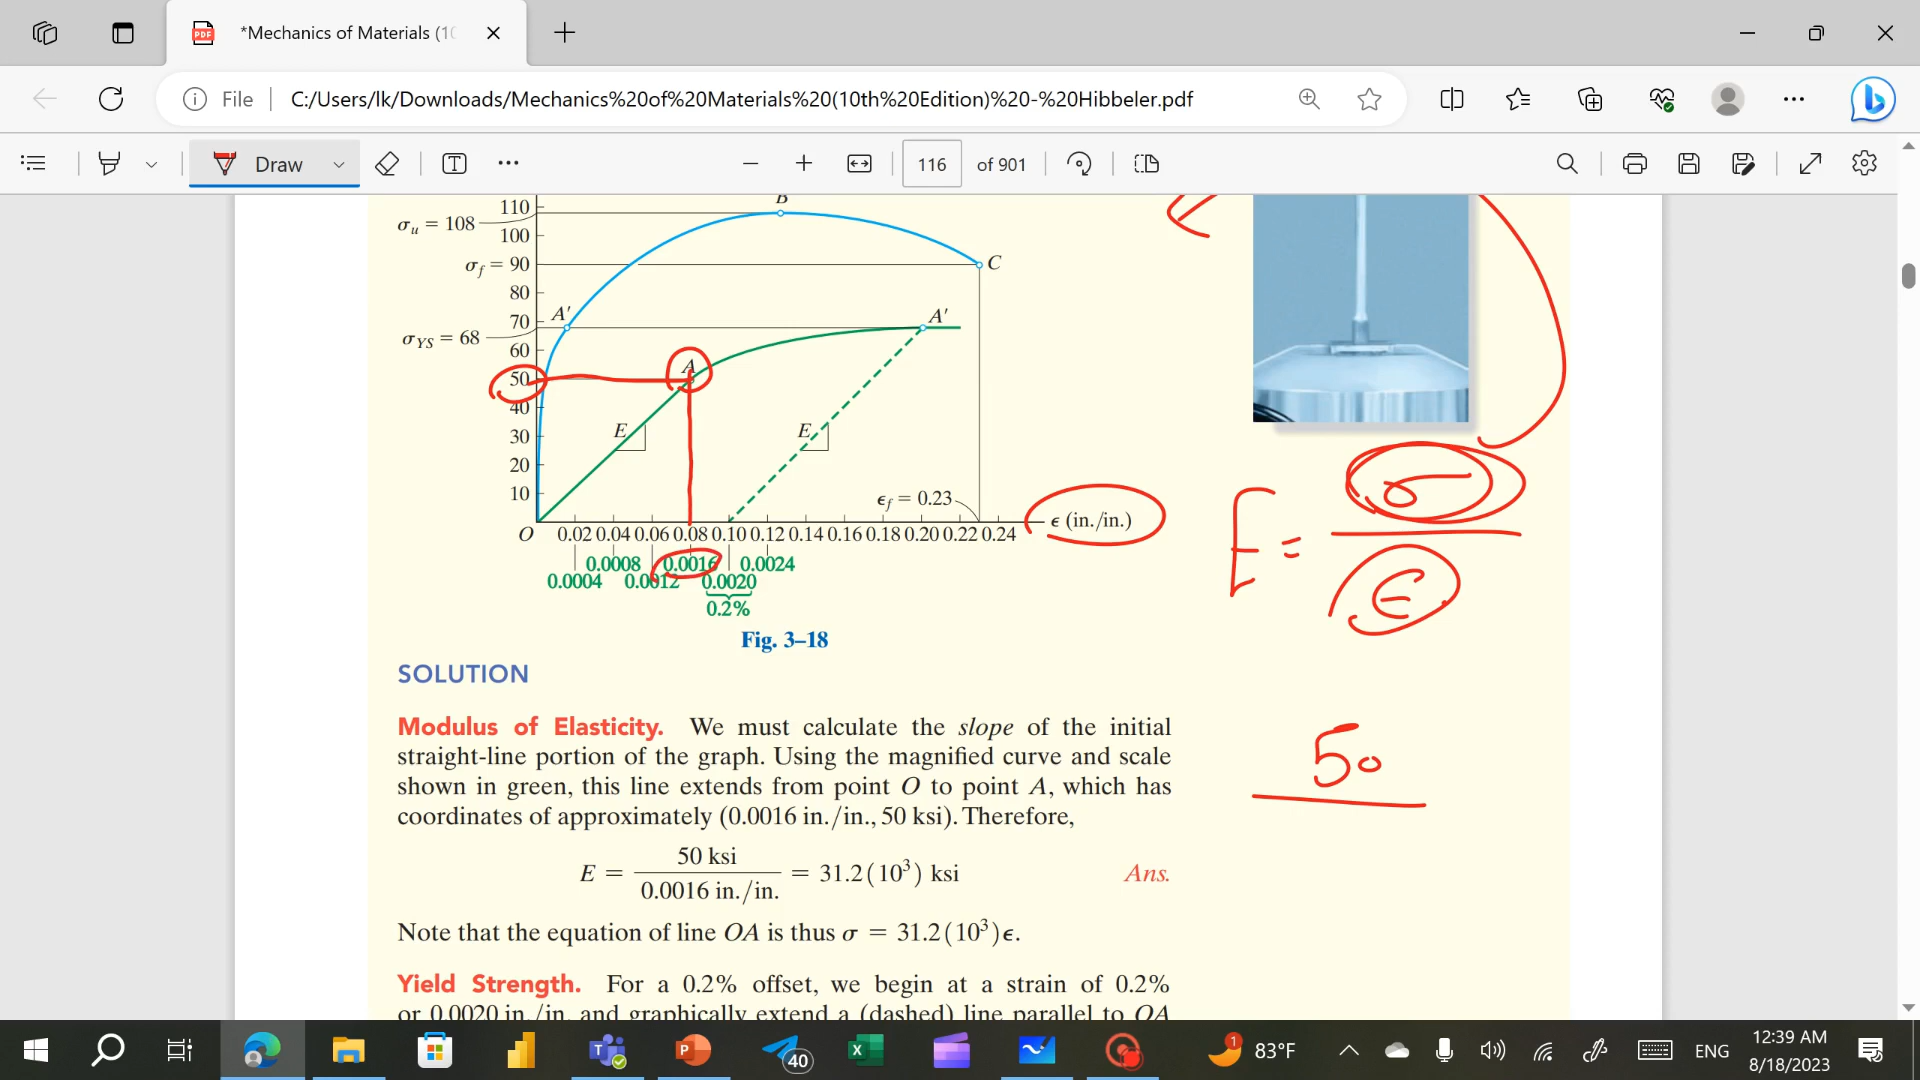 *Mechanics of Materials (10
File
C:/Users/lk/Downloads/Mechanics%20of%20Materials%20(10th%20Edition)%20-%20Hibbeler.pdf
Draw
116 of 901
110
B
σu = 108
100
σf = 90
C
80
70
A′
A′
σYS = 68
60
A
50
40
E
E
30
20
10
ϵf = 0.23
O
ϵ (in./in.)
0.02 0.04 0.06 0.08 0.10 0.12 0.14 0.16 0.18 0.20 0.22 0.24
0.0008 0.0016 0.0024
0.0004 0.0012 0.0020
0.2%
E = σ / ϵ
Fig. 3–18
SOLUTION
Modulus of Elasticity. We must calculate the slope of the initial
straight-line portion of the graph. Using the magnified curve and scale
shown in green, this line extends from point O to point A, which has
coordinates of approximately (0.0016 in./in., 50 ksi). Therefore,
50
E = 50 ksi / 0.0016 in./in. = 31.2(10³) ksi Ans.
Note that the equation of line OA is thus σ = 31.2(10³)ϵ.
Yield Strength. For a 0.2% offset, we begin at a strain of 0.2%
or 0.0020 in./in. and graphically extend a (dashed) line parallel to OA
40
1
83°F
ENG
12:39 AM
8/18/2023